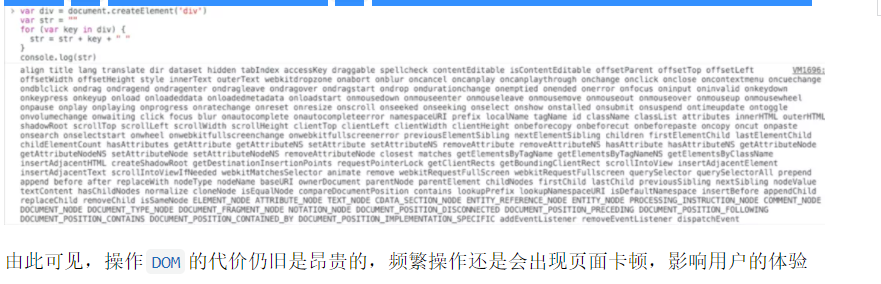 > var div = document.createElement('div')
var str = ""
for (var key in div) {
str = str + key + " "
}
console.log(str)
align title lang translate dir dataset hidden tabIndex accessKey draggable spellcheck contentEditable isContentEditable offsetParent offsetTop offsetLeft VM1696:
offsetWidth offsetHeight style innerText outerText webkitdropzone onabort onblur oncancel oncanplay oncanplaythrough onchange onclick onclose oncontextmenu oncuechange
ondblclick ondrag ondragend ondragenter ondragleave ondragover ondragstart ondrop ondurationchange onemptied onended onerror onfocus oninput oninvalid onkeydown
onkeypress onkeyup onload onloadeddata onloadedmetadata onloadstart onmousedown onmouseenter onmouseleave onmousemove onmouseout onmouseover onmouseup onmousewheel
onpause onplay onplaying onprogress onratechange onreset onresize onscroll onseeked onseeking onselect onshow onstalled onsubmit onsuspend ontimeupdate ontoggle
onvolumechange onwaiting click focus blur onautocomplete onautocompleteerror namespaceURI prefix localName tagName id className classList attributes innerHTML outerHTML
shadowRoot scrollTop scrollLeft scrollWidth scrollHeight clientTop clientLeft clientWidth clientHeight onbeforecopy onbeforecut onbeforepaste oncopy oncut onpaste
onsearch onselectstart onwheel onwebkitfullscreenchange onwebkitfullscreenerror previousElementSibling nextElementSibling children firstElementChild lastElementChild
childElementCount hasAttributes getAttribute getAttributeNS setAttribute setAttributeNS removeAttribute removeAttributeNS hasAttribute hasAttributeNS getAttributeNode
getAttributeNodeNS setAttributeNode setAttributeNodeNS removeAttributeNode closest matches getElementsByTagName getElementsByTagNameNS getElementsByClassName
insertAdjacentHTML createShadowRoot getDestinationInsertionPoints requestPointerLock getClientRects getBoundingClientRect scrollIntoView insertAdjacentElement
insertAdjacentText scrollIntoViewIfNeeded webkitMatchesSelector animate remove webkitRequestFullScreen webkitRequestFullscreen querySelector querySelectorAll prepend
append before after replaceWith nodeType nodeName baseURI ownerDocument parentNode parentElement childNodes firstChild lastChild previousSibling nextSibling nodeValue
textContent hasChildNodes normalize cloneNode isEqualNode compareDocumentPosition contains lookupPrefix lookupNamespaceURI isDefaultNamespace insertBefore appendChild
replaceChild removeChild isSameNode ELEMENT_NODE ATTRIBUTE_NODE TEXT_NODE CDATA_SECTION_NODE ENTITY_REFERENCE_NODE ENTITY_NODE PROCESSING_INSTRUCTION_NODE COMMENT_NODE
DOCUMENT_NODE DOCUMENT_TYPE_NODE DOCUMENT_FRAGMENT_NODE NOTATION_NODE DOCUMENT_POSITION_DISCONNECTED DOCUMENT_POSITION_PRECEDING DOCUMENT_POSITION_FOLLOWING
DOCUMENT_POSITION_CONTAINS DOCUMENT_POSITION_CONTAINED_BY DOCUMENT_POSITION_IMPLEMENTATION_SPECIFIC addEventListener removeEventListener dispatchEvent
由此可见，操作 DOM 的代价仍旧是昂贵的，频繁操作还是会出现页面卡顿，影响用户的体验